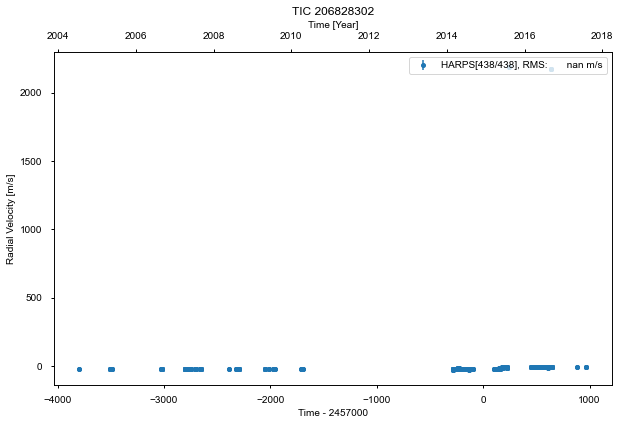 TIC 206828302
Time [Year]
2004 2006 2008 2010 2012 2014 2016 2018
HARPS[438/438], RMS: nan m/s
Radial Velocity [m/s]
2000
1500
1000
500
0
−4000 −3000 −2000 −1000 0 1000
Time - 2457000